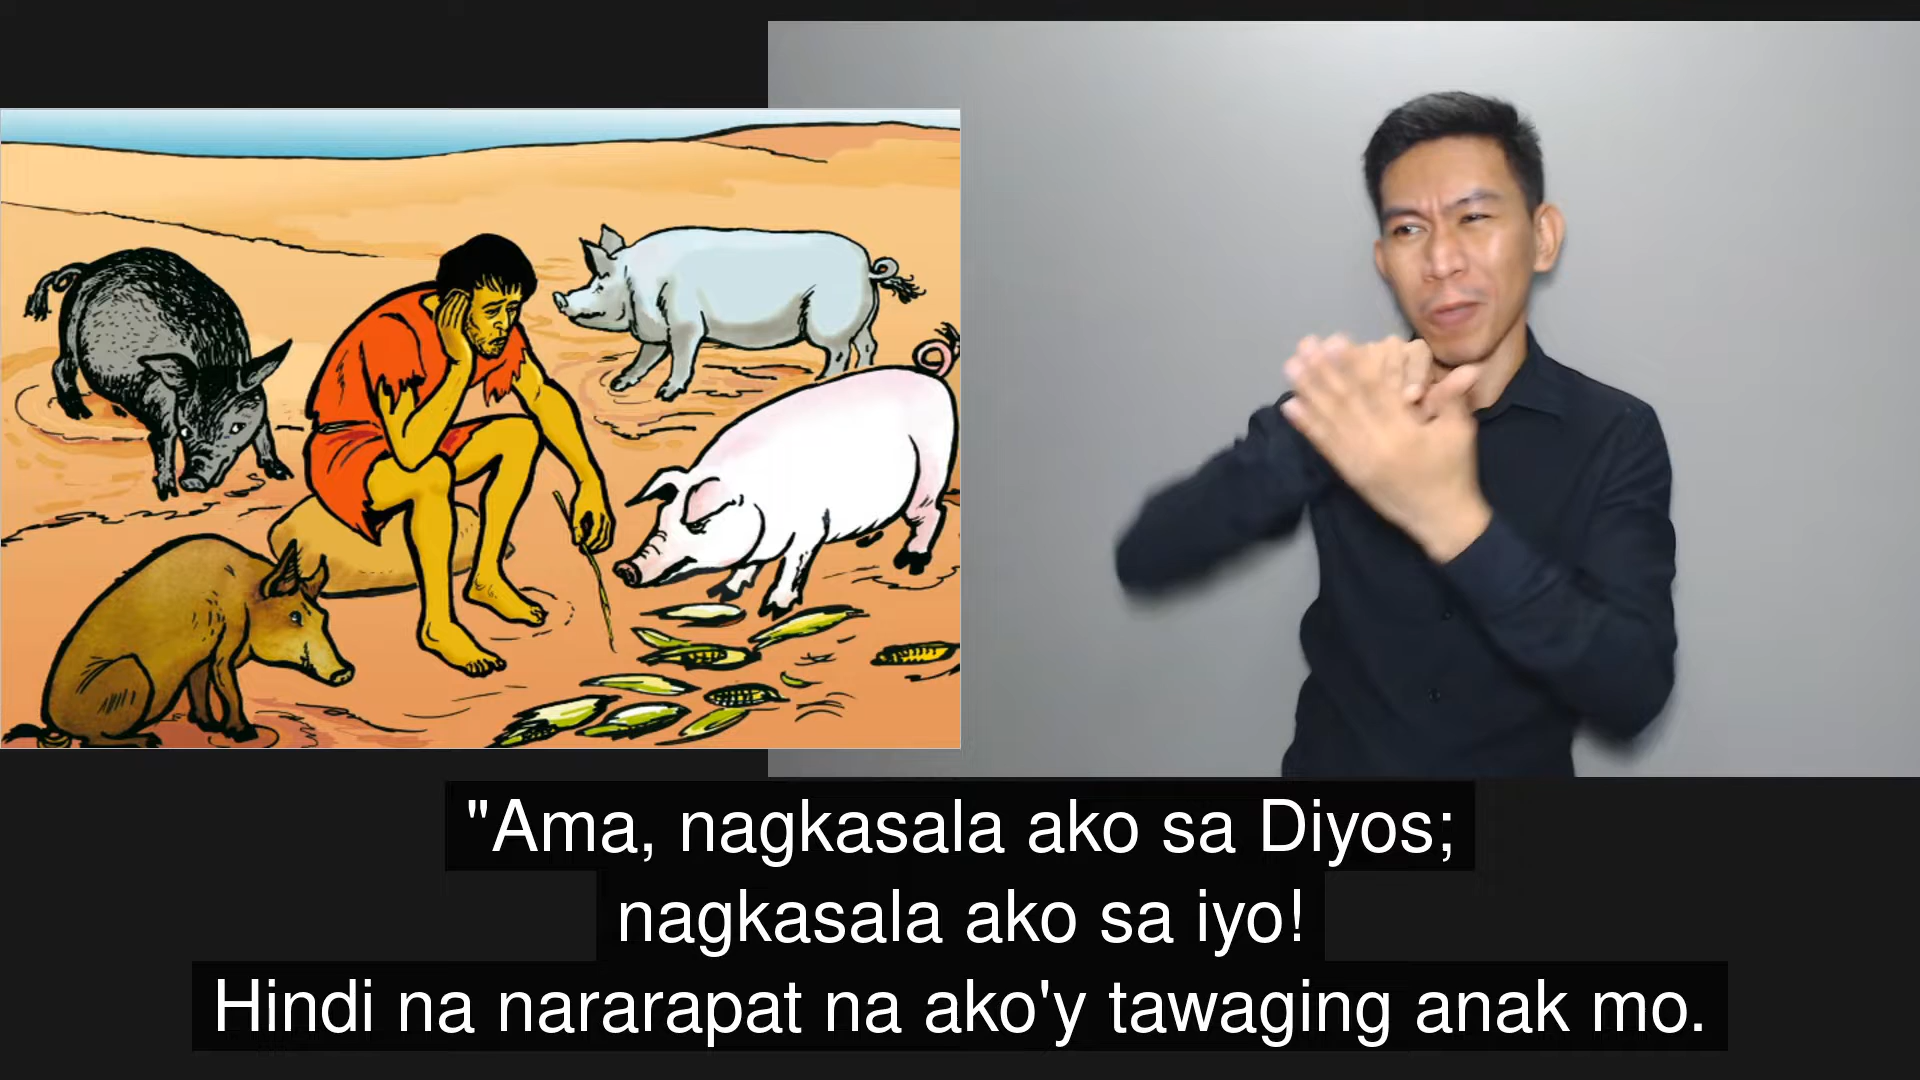 "Ama, nagkasala ako sa Diyos;
nagkasala ako sa iyo!
Hindi na nararapat na ako'y tawaging anak mo.